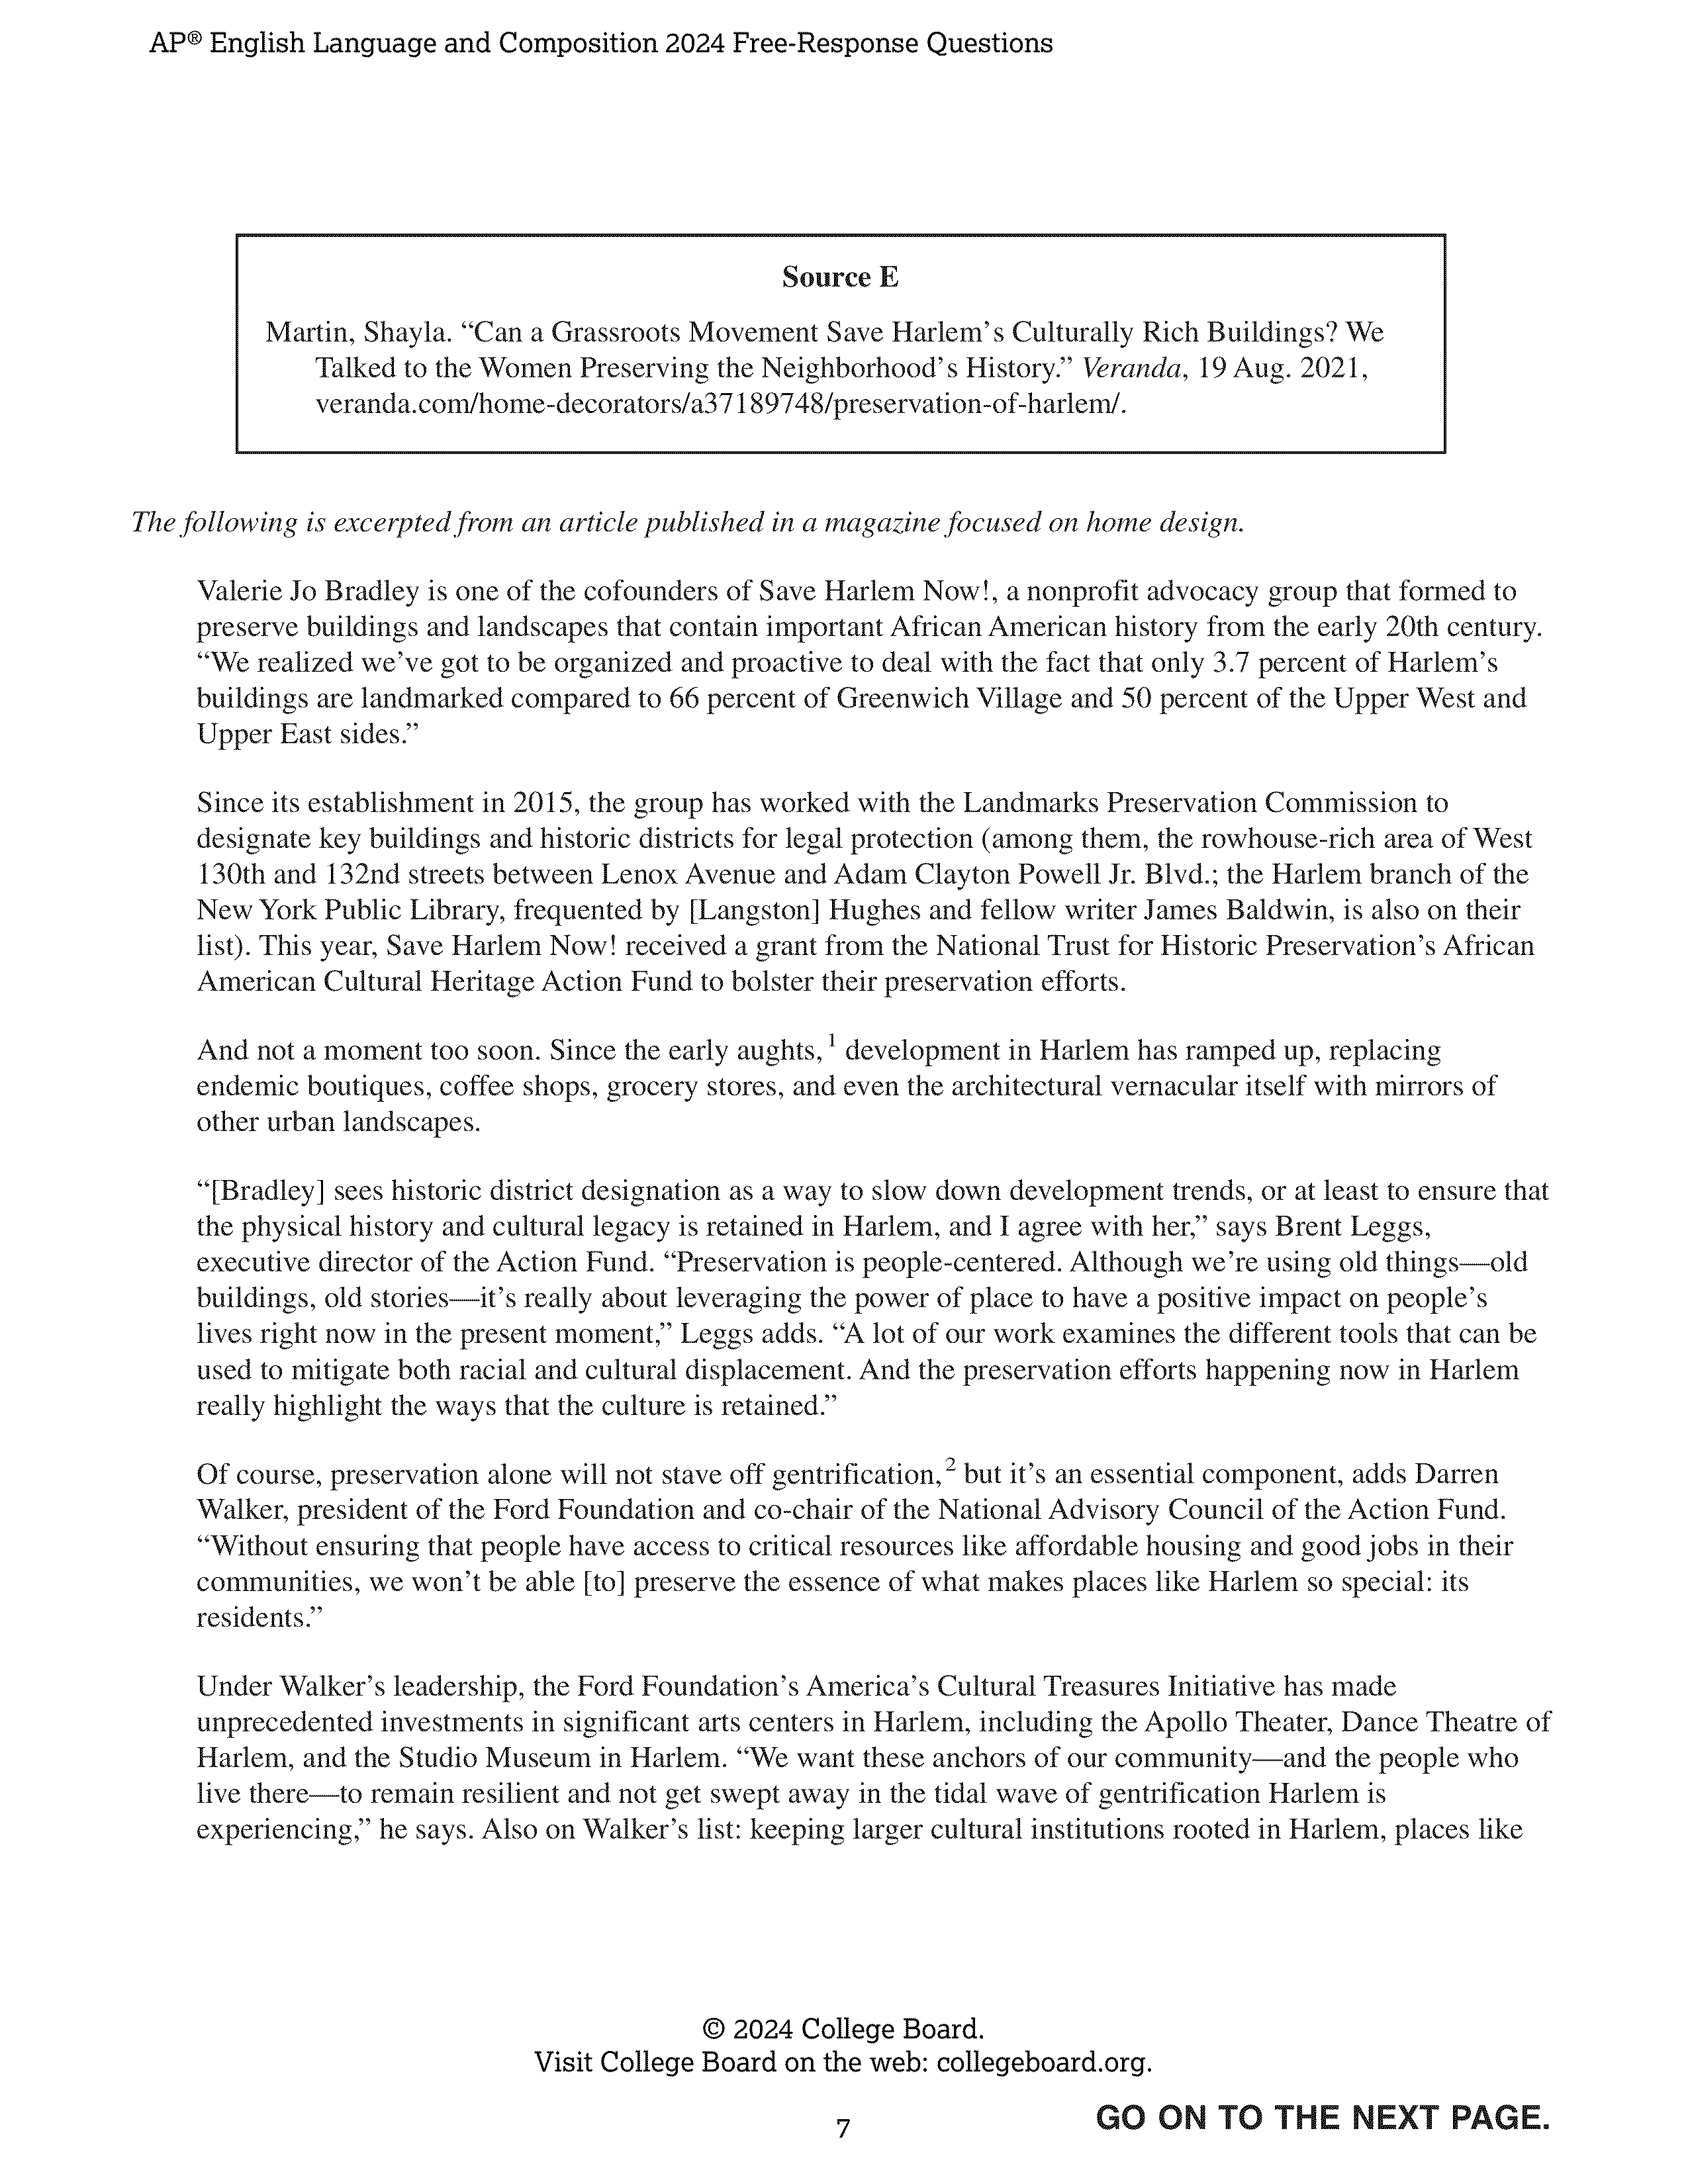 AP® English Language and Composition 2024 Free-Response Questions
Source E
Martin, Shayla. “Can a Grassroots Movement Save Harlem’s Culturally Rich Buildings? We
Talked to the Women Preserving the Neighborhood’s History.” Veranda, 19 Aug. 2021,
veranda.com/home-decorators/a37189748/preservation-of-harlem/.
The following is excerpted from an article published in a magazine focused on home design.
Valerie Jo Bradley is one of the cofounders of Save Harlem Now!, a nonprofit advocacy group that formed to
preserve buildings and landscapes that contain important African American history from the early 20th century.
“We realized we’ve got to be organized and proactive to deal with the fact that only 3.7 percent of Harlem’s
buildings are landmarked compared to 66 percent of Greenwich Village and 50 percent of the Upper West and
Upper East sides.”
Since its establishment in 2015, the group has worked with the Landmarks Preservation Commission to
designate key buildings and historic districts for legal protection (among them, the rowhouse-rich area of West
130th and 132nd streets between Lenox Avenue and Adam Clayton Powell Jr. Blvd.; the Harlem branch of the
New York Public Library, frequented by [Langston] Hughes and fellow writer James Baldwin, is also on their
list). This year, Save Harlem Now! received a grant from the National Trust for Historic Preservation’s African
American Cultural Heritage Action Fund to bolster their preservation efforts.
And not a moment too soon. Since the early aughts,1 development in Harlem has ramped up, replacing
endemic boutiques, coffee shops, grocery stores, and even the architectural vernacular itself with mirrors of
other urban landscapes.
“[Bradley] sees historic district designation as a way to slow down development trends, or at least to ensure that
the physical history and cultural legacy is retained in Harlem, and I agree with her,” says Brent Leggs,
executive director of the Action Fund. “Preservation is people-centered. Although we’re using old things—old
buildings, old stories—it’s really about leveraging the power of place to have a positive impact on people’s
lives right now in the present moment,” Leggs adds. “A lot of our work examines the different tools that can be
used to mitigate both racial and cultural displacement. And the preservation efforts happening now in Harlem
really highlight the ways that the culture is retained.”
Of course, preservation alone will not stave off gentrification,2 but it’s an essential component, adds Darren
Walker, president of the Ford Foundation and co-chair of the National Advisory Council of the Action Fund.
“Without ensuring that people have access to critical resources like affordable housing and good jobs in their
communities, we won’t be able [to] preserve the essence of what makes places like Harlem so special: its
residents.”
Under Walker’s leadership, the Ford Foundation’s America’s Cultural Treasures Initiative has made
unprecedented investments in significant arts centers in Harlem, including the Apollo Theater, Dance Theatre of
Harlem, and the Studio Museum in Harlem. “We want these anchors of our community—and the people who
live there—to remain resilient and not get swept away in the tidal wave of gentrification Harlem is
experiencing,” he says. Also on Walker’s list: keeping larger cultural institutions rooted in Harlem, places like
© 2024 College Board.
Visit College Board on the web: collegeboard.org.
7
GO ON TO THE NEXT PAGE.